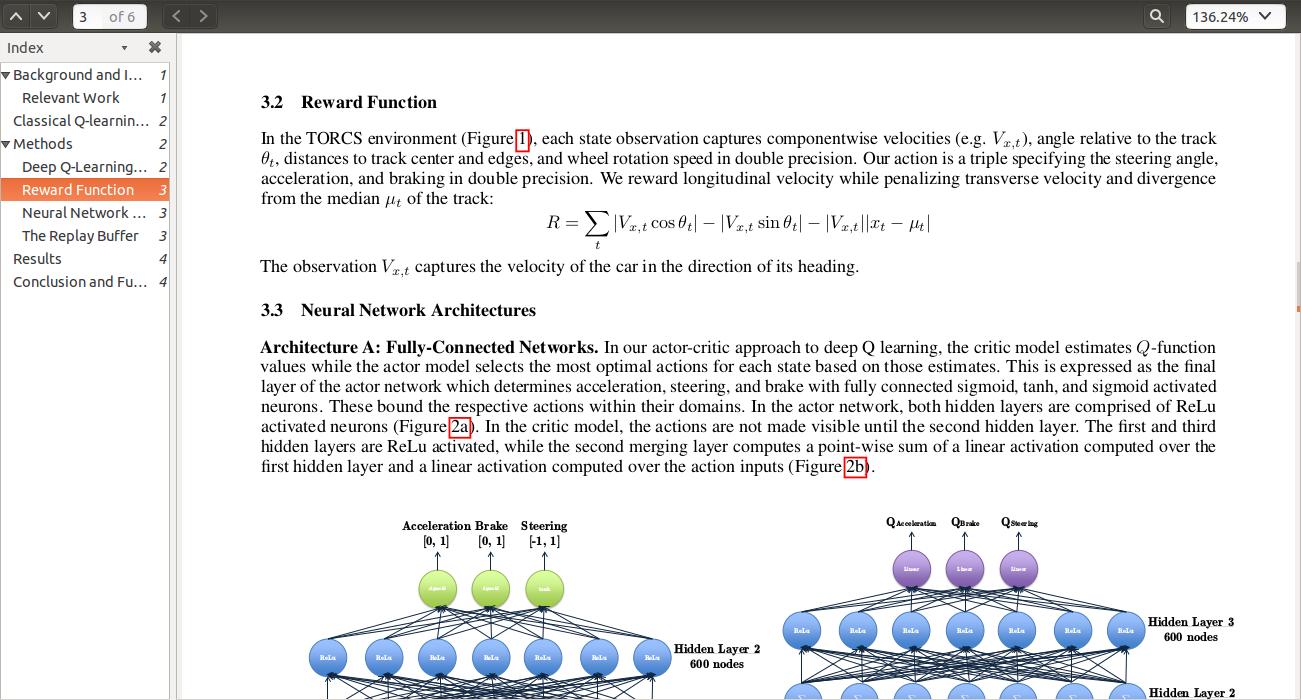 3 of 6
136.24%
Index
Background and I... 1
Relevant Work 1
Classical Q-learnin... 2
Methods 2
Deep Q-Learning... 2
Reward Function 3
Neural Network ... 3
The Replay Buffer 3
Results 4
Conclusion and Fu... 4
3.2 Reward Function
In the TORCS environment (Figure 1), each state observation captures componentwise velocities (e.g. V_{x,t}), angle relative to the track
θ_t, distances to track center and edges, and wheel rotation speed in double precision. Our action is a triple specifying the steering angle,
acceleration, and braking in double precision. We reward longitudinal velocity while penalizing transverse velocity and divergence
from the median μ_t of the track:
R = ∑_t |V_{x,t} cos θ_t| − |V_{x,t} sin θ_t| − |V_{x,t}||x_t − μ_t|
The observation V_{x,t} captures the velocity of the car in the direction of its heading.
3.3 Neural Network Architectures
Architecture A: Fully-Connected Networks. In our actor-critic approach to deep Q learning, the critic model estimates Q-function
values while the actor model selects the most optimal actions for each state based on those estimates. This is expressed as the final
layer of the actor network which determines acceleration, steering, and brake with fully connected sigmoid, tanh, and sigmoid activated
neurons. These bound the respective actions within their domains. In the actor network, both hidden layers are comprised of ReLu
activated neurons (Figure 2a). In the critic model, the actions are not made visible until the second hidden layer. The first and third
hidden layers are ReLu activated, while the second merging layer computes a point-wise sum of a linear activation computed over the
first hidden layer and a linear activation computed over the action inputs (Figure 2b).
Acceleration Brake Steering
[0, 1] [0, 1] [-1, 1]
sigmoid sigmoid tanh
ReLu ReLu ReLu ReLu ReLu ReLu ReLu
Hidden Layer 2
600 nodes
Q Acceleration Q Brake Q Steering
Linear Linear Linear
ReLu ReLu ReLu ReLu ReLu ReLu ReLu
Hidden Layer 3
600 nodes
∑ ∑ ∑ ∑ ∑ ∑ ∑
Hidden Layer 2